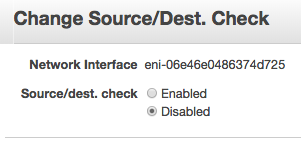 Change Source/Dest. Check
Network Interface eni-06e46e0486374d725
Source/dest. check Enabled
Disabled